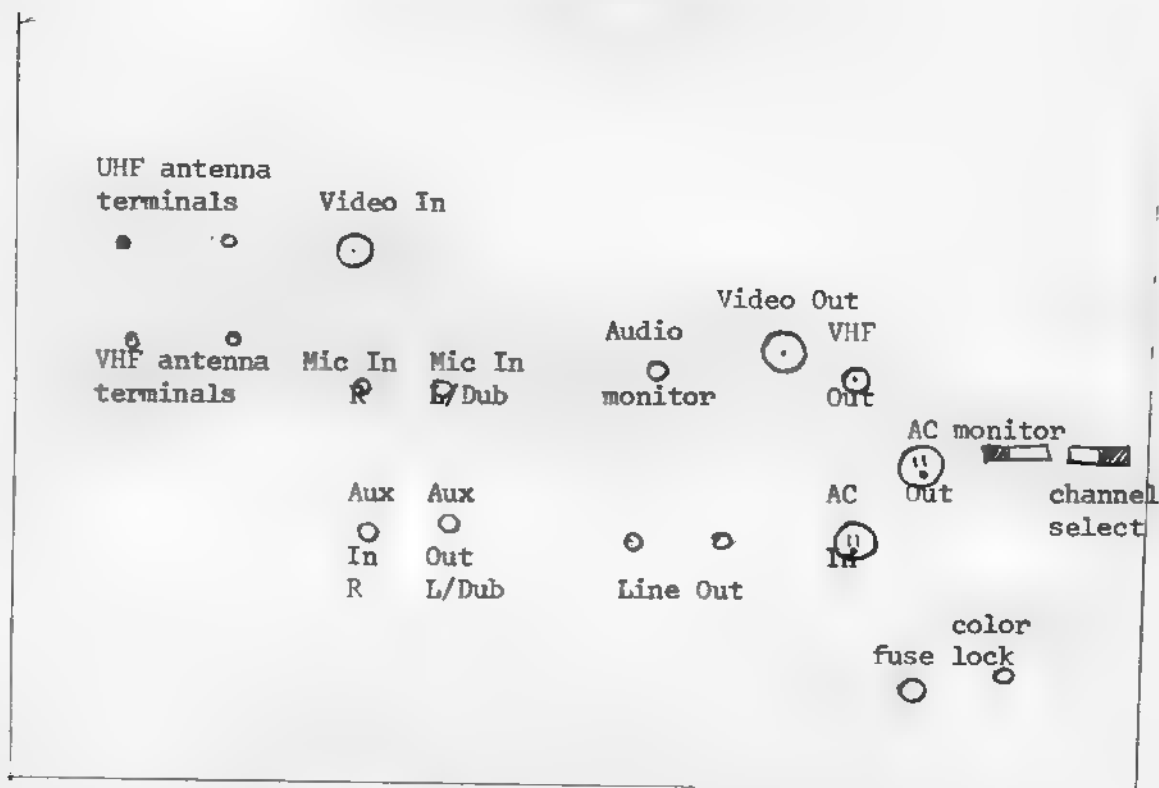 UHF antenna
terminals
Video In
VHF antenna
terminals
Mic In
R
Mic In
L/Dub
Audio
monitor
Video Out
VHF
Out
AC monitor
Out
channel
select
Aux
In
R
Aux
Out
L/Dub
Line Out
AC
In
fuse
color
lock